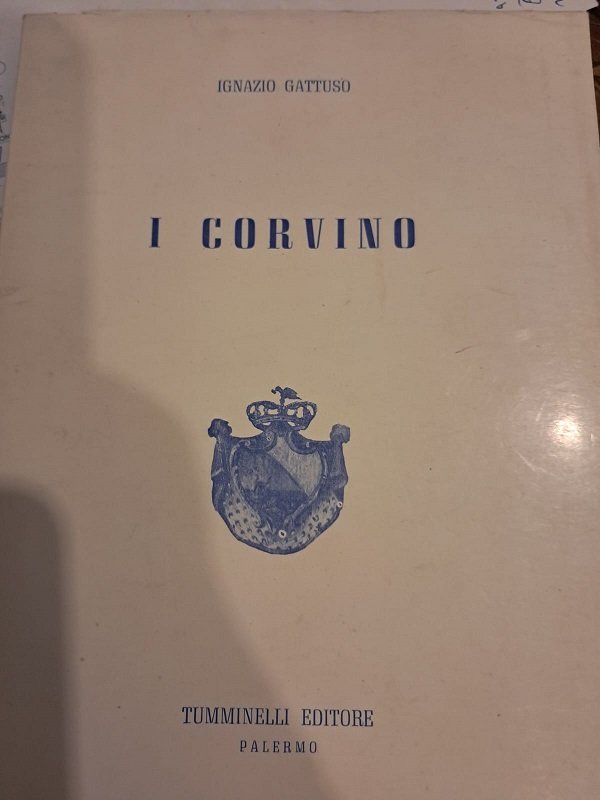 IGNAZIO GATTUSO
I CORVINO
TUMMINELLI EDITORE
PALERMO